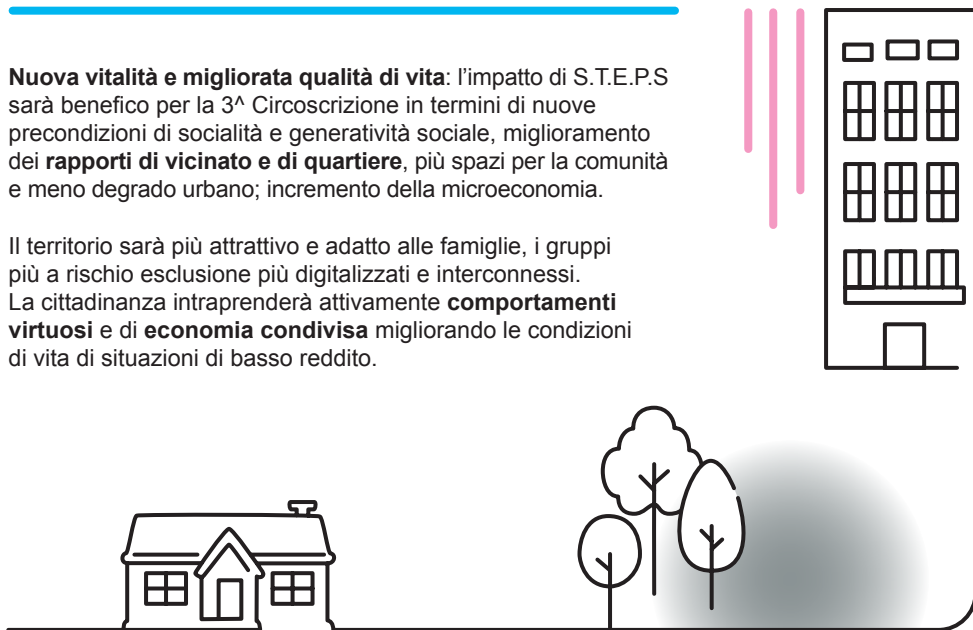 Nuova vitalità e migliorata qualità di vita: l’impatto di S.T.E.P.S
sarà benefico per la 3^ Circoscrizione in termini di nuove
precondizioni di socialità e generatività sociale, miglioramento
dei rapporti di vicinato e di quartiere, più spazi per la comunità
e meno degrado urbano; incremento della microeconomia.
Il territorio sarà più attrattivo e adatto alle famiglie, i gruppi
più a rischio esclusione più digitalizzati e interconnessi.
La cittadinanza intraprenderà attivamente comportamenti
virtuosi e di economia condivisa migliorando le condizioni
di vita di situazioni di basso reddito.